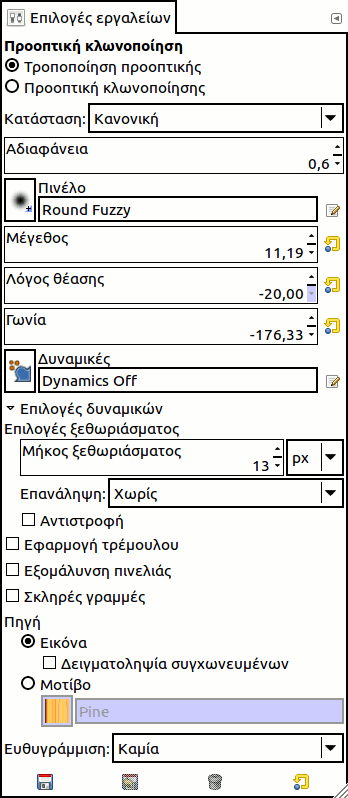 Επιλογές εργαλείων
Προοπτική κλωνοποίηση
Τροποποίηση προοπτικής
Προοπτική κλωνοποίησης
Κατάσταση: Κανονική
Αδιαφάνεια
0,6
Πινέλο
Round Fuzzy
Μέγεθος
11,19
Λόγος θέασης
-20,00
Γωνία
-176,33
Δυναμικές
Dynamics Off
Επιλογές δυναμικών
Επιλογές ξεθωριάσματος
Μήκος ξεθωριάσματος
13 px
Επανάληψη: Χωρίς
Αντιστροφή
Εφαρμογή τρέμουλου
Εξομάλυνση πινελιάς
Σκληρές γραμμές
Πηγή
Εικόνα
Δειγματοληψία συγχωνευμένων
Μοτίβο
Pine
Ευθυγράμμιση: Καμία